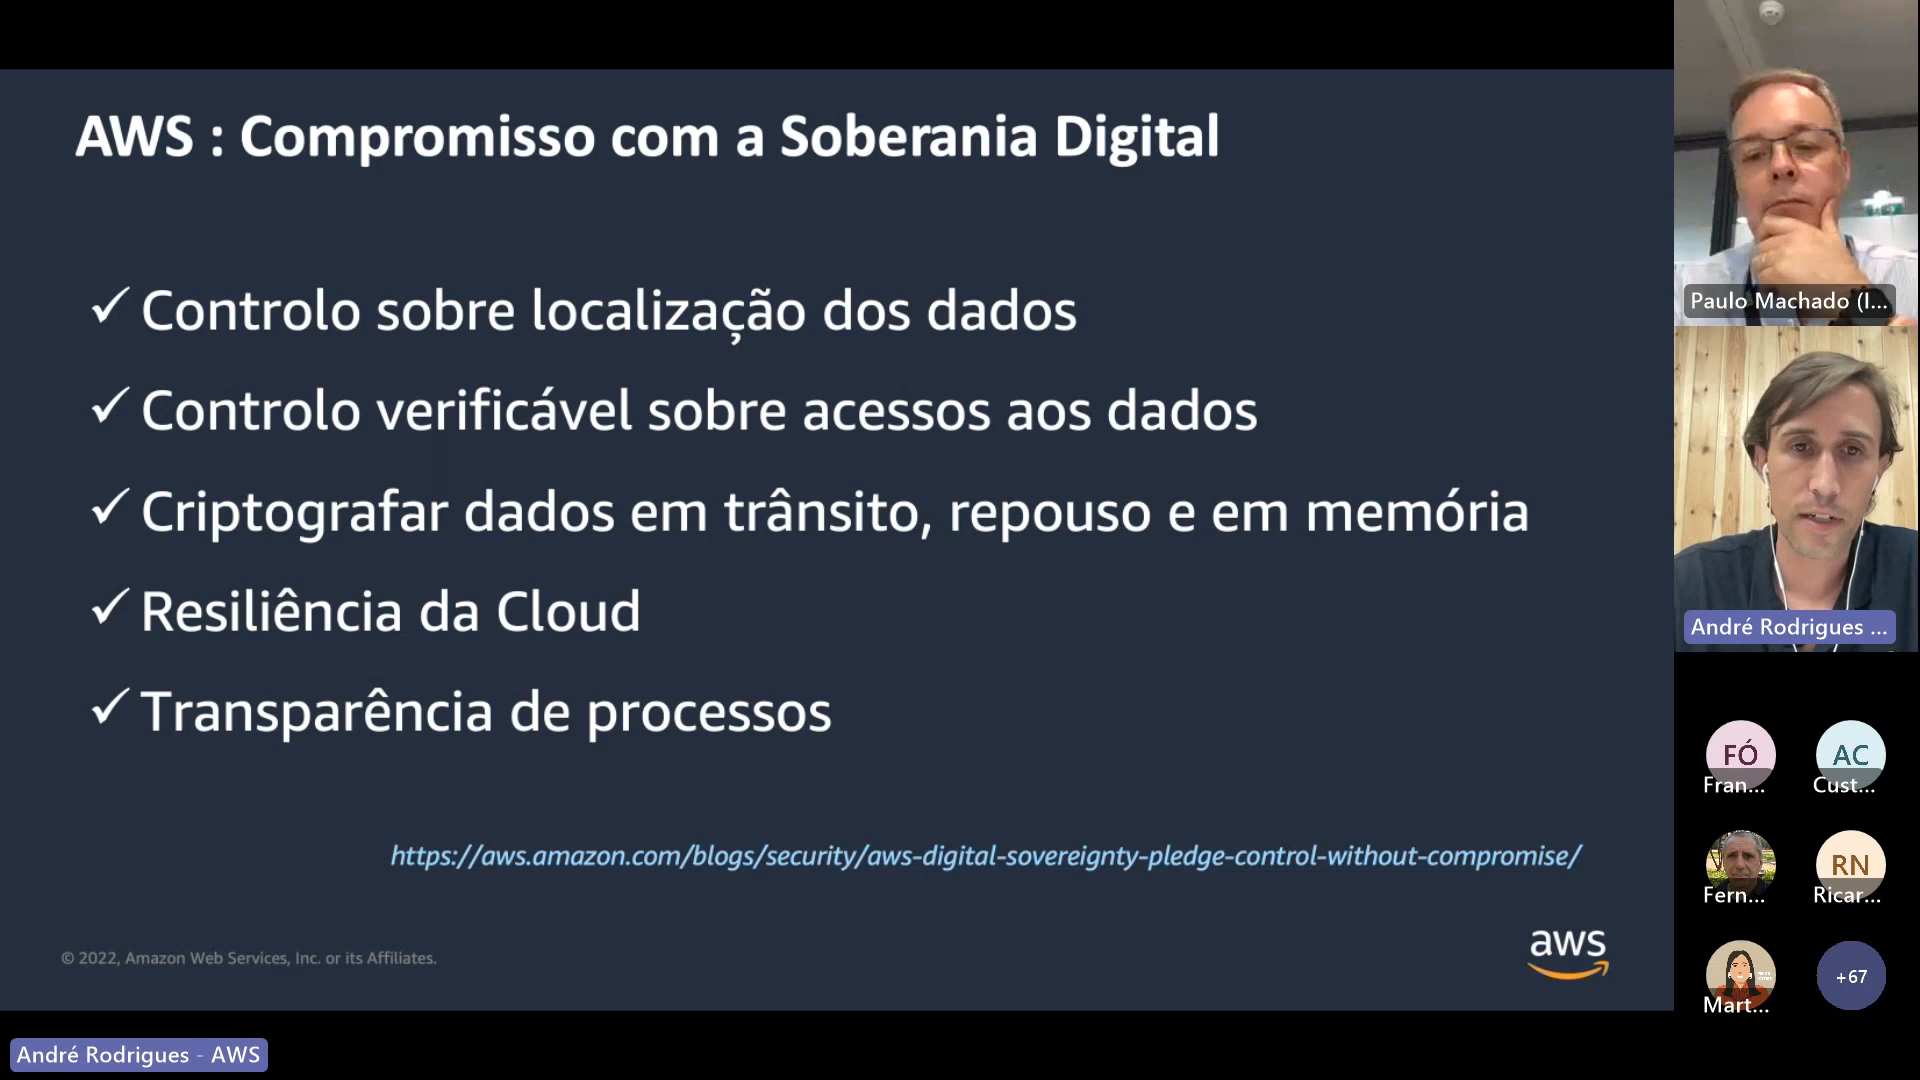 AWS : Compromisso com a Soberania Digital
✓ Controlo sobre localização dos dados
✓ Controlo verificável sobre acessos aos dados
✓ Criptografar dados em trânsito, repouso e em memória
✓ Resiliência da Cloud
✓ Transparência de processos
https://aws.amazon.com/blogs/security/aws-digital-sovereignty-pledge-control-without-compromise/
© 2022, Amazon Web Services, Inc. or its Affiliates.
aws
André Rodrigues - AWS
Paulo Machado (I...
André Rodrigues ...
FÓ
Fran...
AC
Cust...
Fern...
RN
Ricar...
Mart...
+67